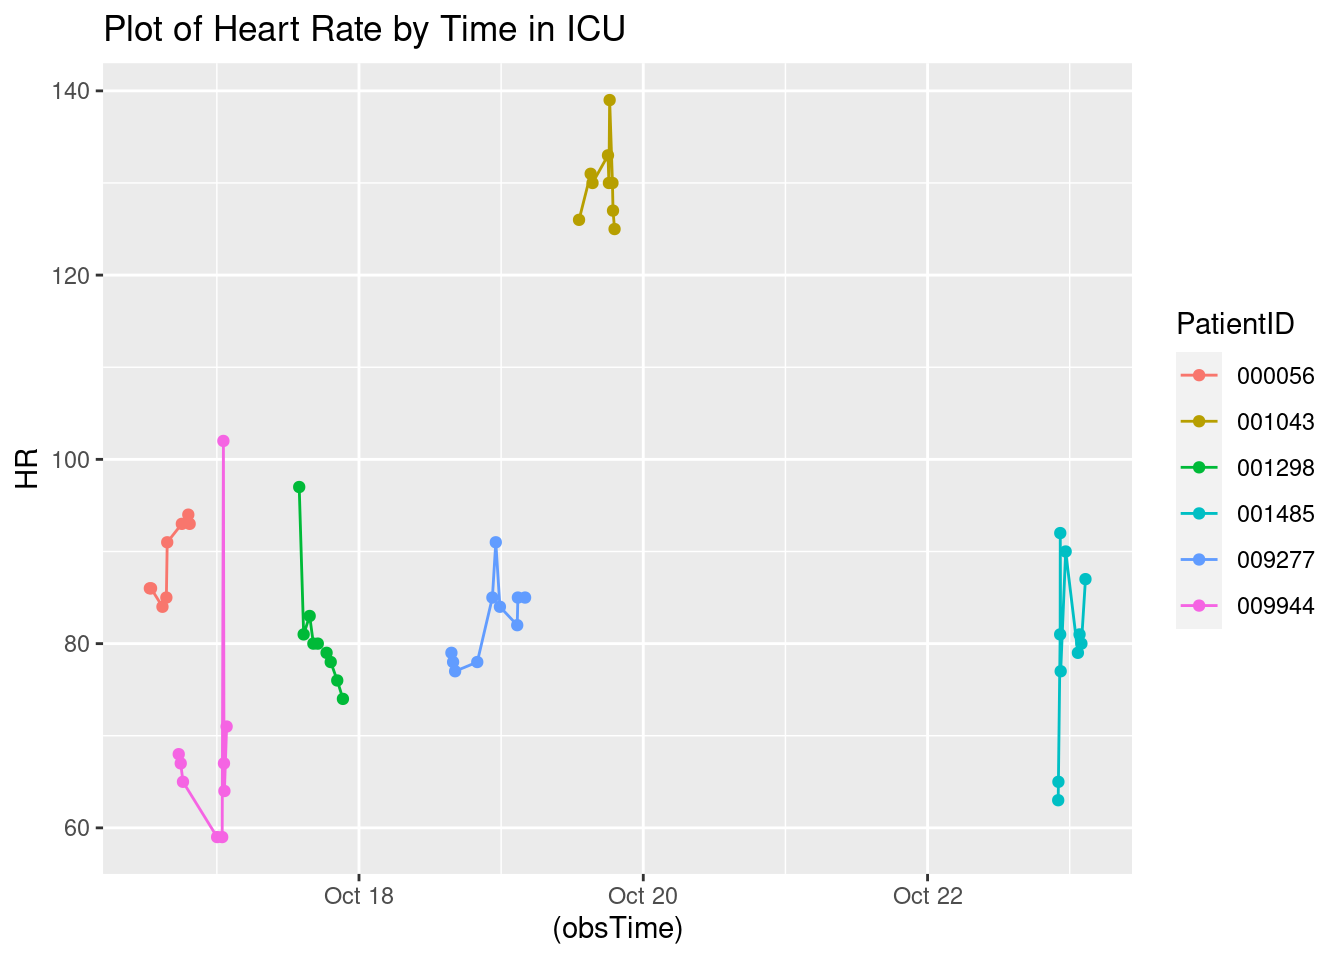 Plot of Heart Rate by Time in ICU
140
120
100
80
60
HR
Oct 18
Oct 20
Oct 22
(obsTime)
PatientID
000056
001043
001298
001485
009277
009944